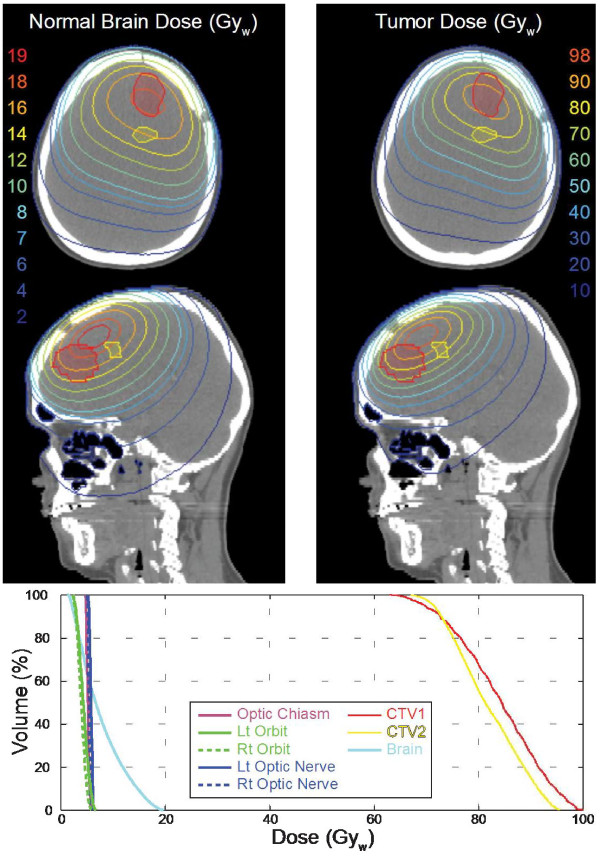 Normal Brain Dose (Gyw)
Tumor Dose (Gyw)
19
18
16
14
12
10
8
7
6
4
2
98
90
80
70
60
50
40
30
20
10
100
80
60
40
20
0
Volume (%)
Optic Chiasm
Lt Orbit
Rt Orbit
Lt Optic Nerve
Rt Optic Nerve
CTV1
CTV2
Brain
0
20
40
60
80
100
Dose (Gyw)